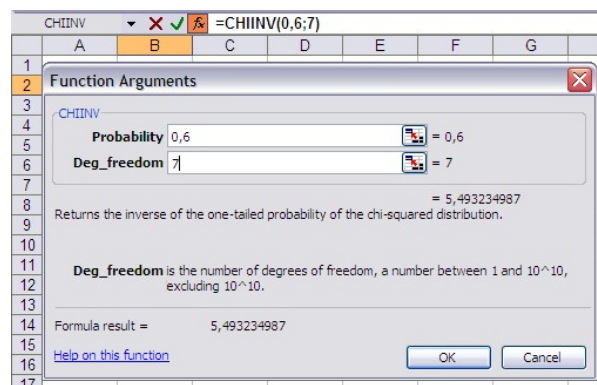 CHIINV =CHIINV(0,6;7)
A B C D E F G
1
2 Function Arguments
3
CHIINV
4
Probability 0,6 = 0,6
5
6 Deg_freedom 7 = 7
7
8 = 5,493234987
Returns the inverse of the one-tailed probability of the chi-squared distribution.
9
10
11 Deg_freedom is the number of degrees of freedom, a number between 1 and 10^10,
12 excluding 10^10.
13
14 Formula result = 5,493234987
15
Help on this function OK Cancel
16
17